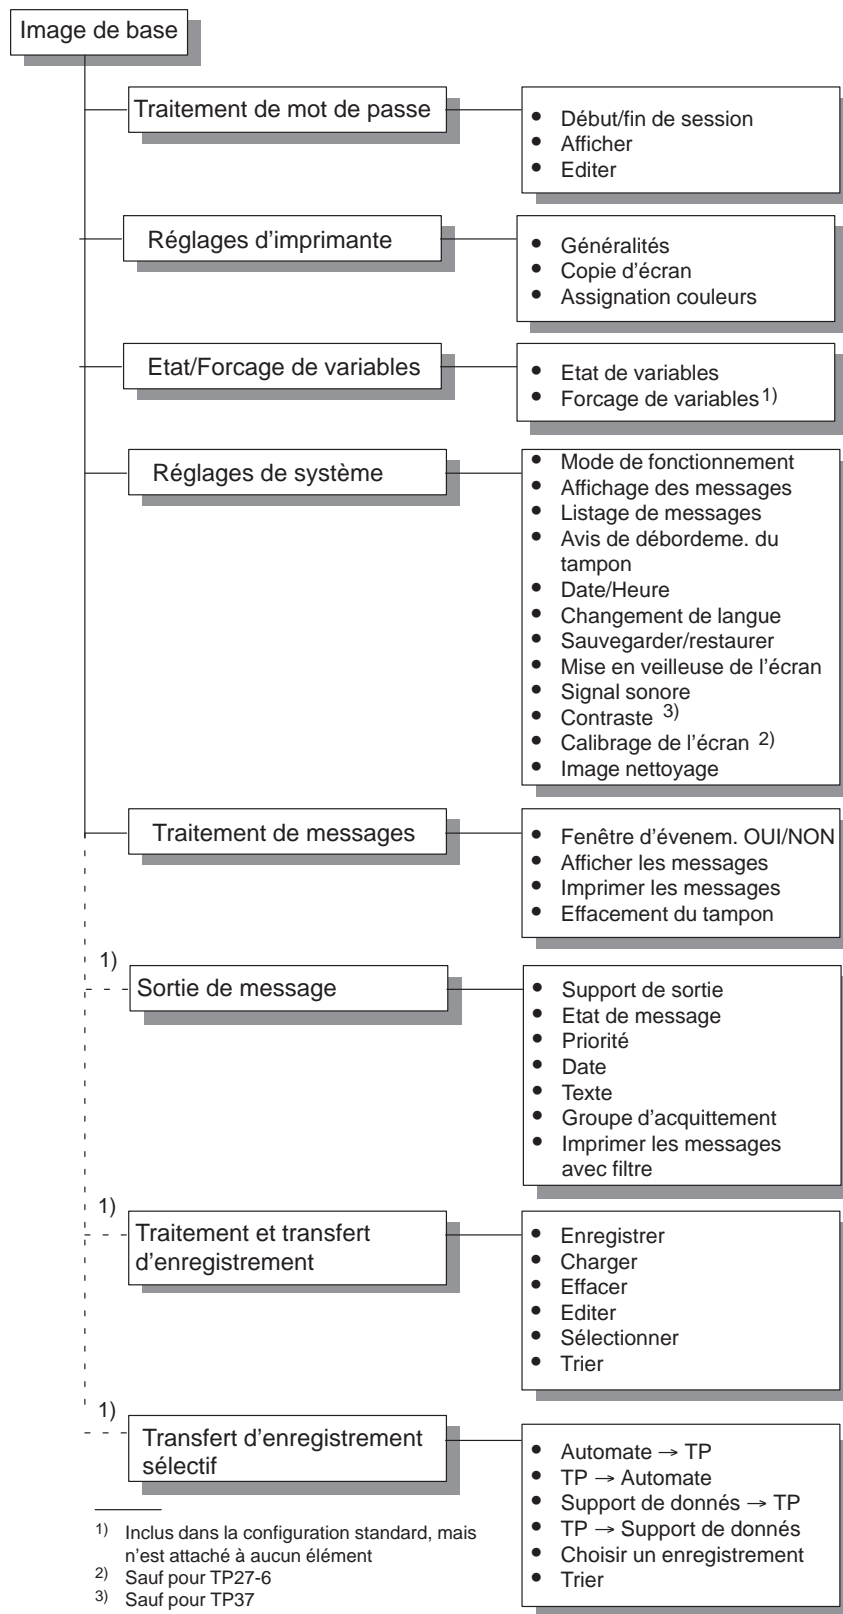 Image de base
Traitement de mot de passe
• Début/fin de session
• Afficher
• Editer
Réglages d'imprimante
• Généralités
• Copie d'écran
• Assignation couleurs
Etat/Forcage de variables
• Etat de variables
• Forcage de variables 1)
Réglages de système
• Mode de fonctionnement
• Affichage des messages
• Listage de messages
• Avis de débordeme. du
tampon
• Date/Heure
• Changement de langue
• Sauvegarder/restaurer
• Mise en veilleuse de l'écran
• Signal sonore
• Contraste 3)
• Calibrage de l'écran 2)
• Image nettoyage
Traitement de messages
• Fenêtre d'évenem. OUI/NON
• Afficher les messages
• Imprimer les messages
• Effacement du tampon
1)
Sortie de message
• Support de sortie
• Etat de message
• Priorité
• Date
• Texte
• Groupe d'acquittement
• Imprimer les messages
avec filtre
1)
Traitement et transfert
d'enregistrement
• Enregistrer
• Charger
• Effacer
• Editer
• Sélectionner
• Trier
1)
Transfert d'enregistrement
sélectif
• Automate → TP
• TP → Automate
• Support de donnés → TP
• TP → Support de donnés
• Choisir un enregistrement
• Trier
1) Inclus dans la configuration standard, mais
n'est attaché à aucun élément
2) Sauf pour TP27-6
3) Sauf pour TP37